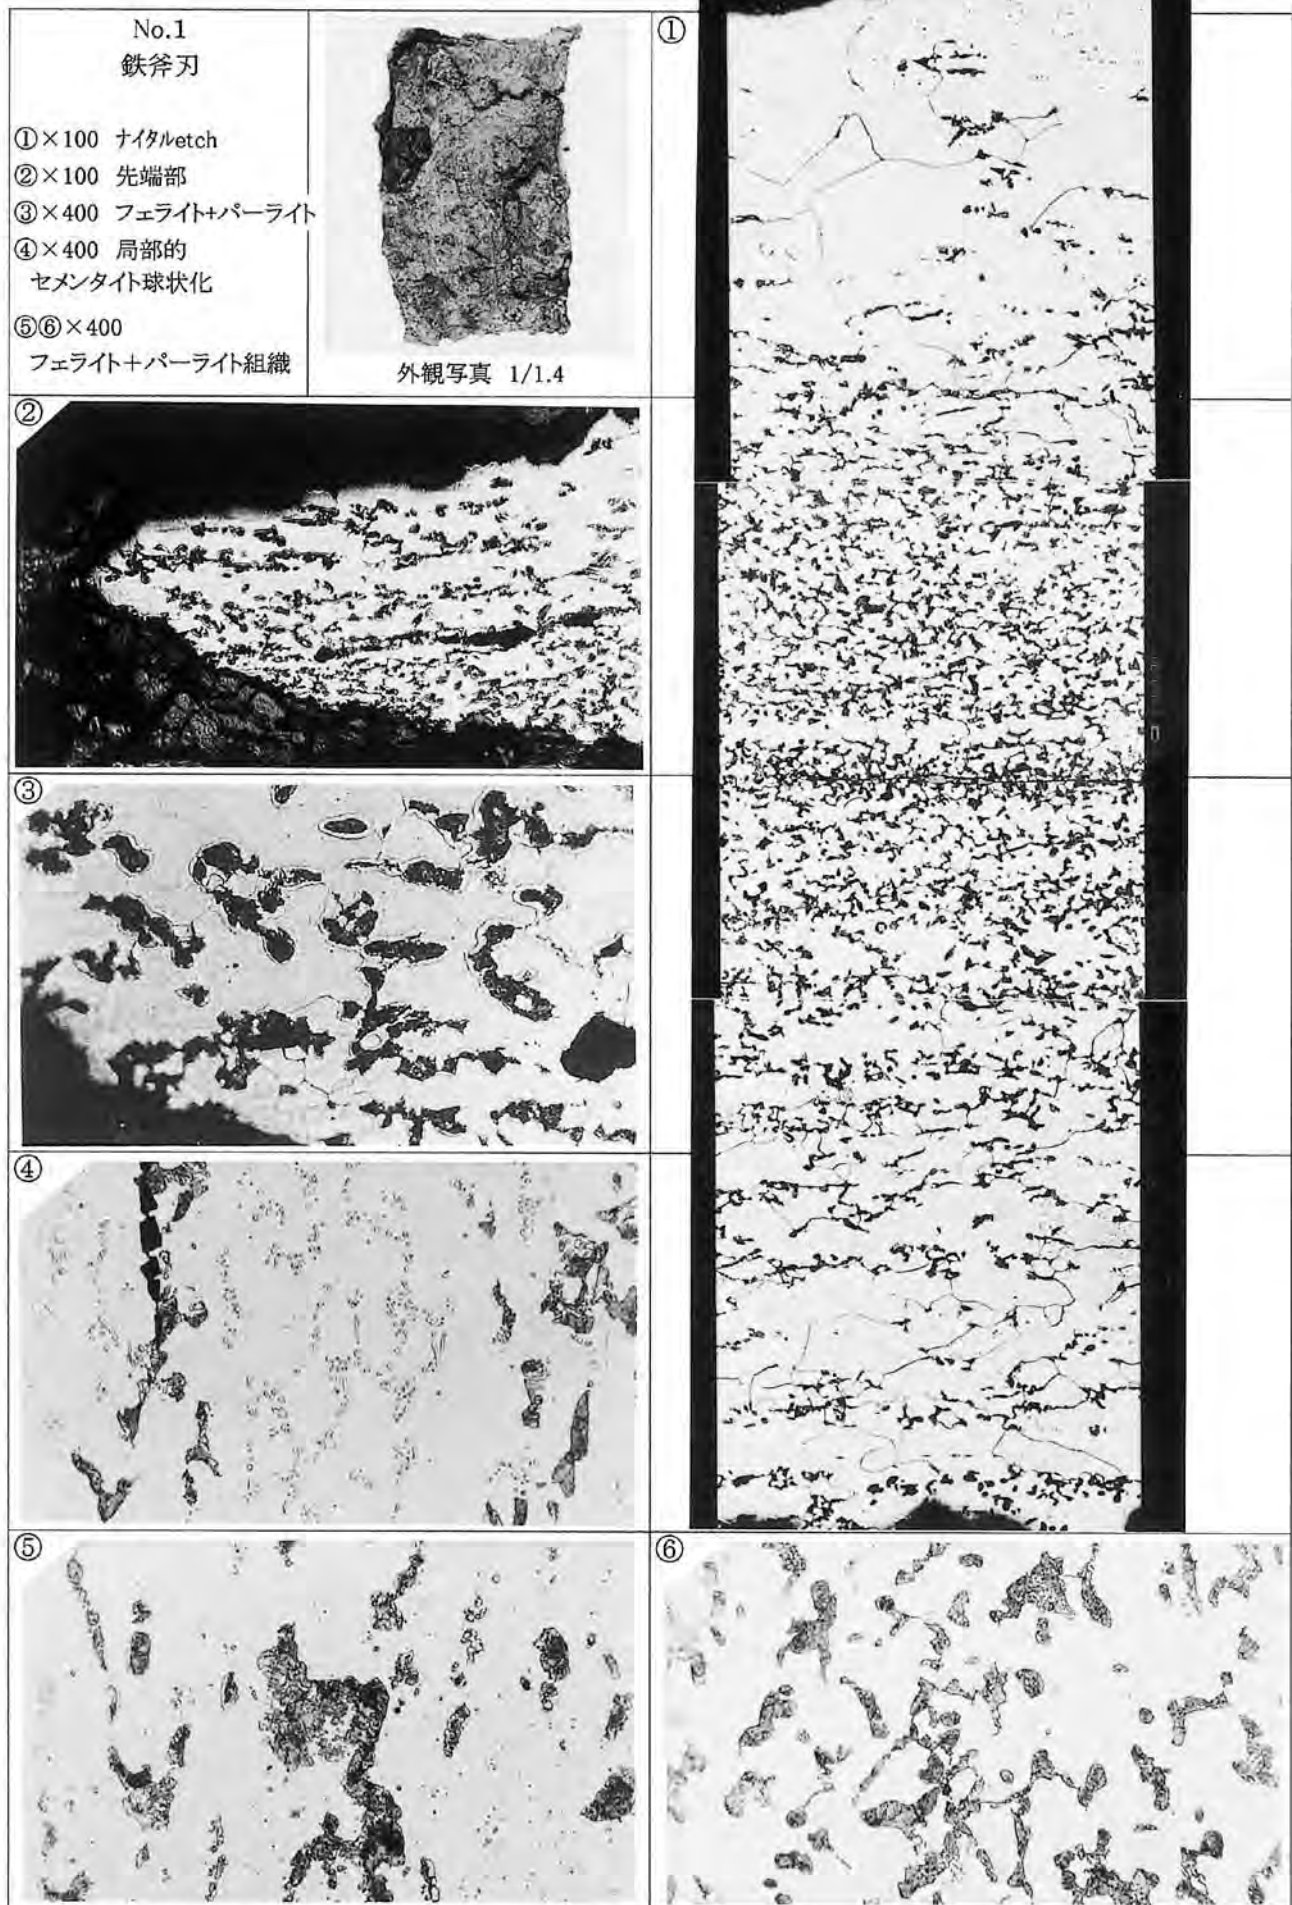 No.1
鉄斧刃
①×100 ナイタルetch
②×100 先端部
③×400 フェライト+パーライト
④×400 局部的
セメンタイト球状化
⑤⑥×400
フェライト+パーライト組織
外観写真 1/1.4
①
②
③
④
⑤
⑥